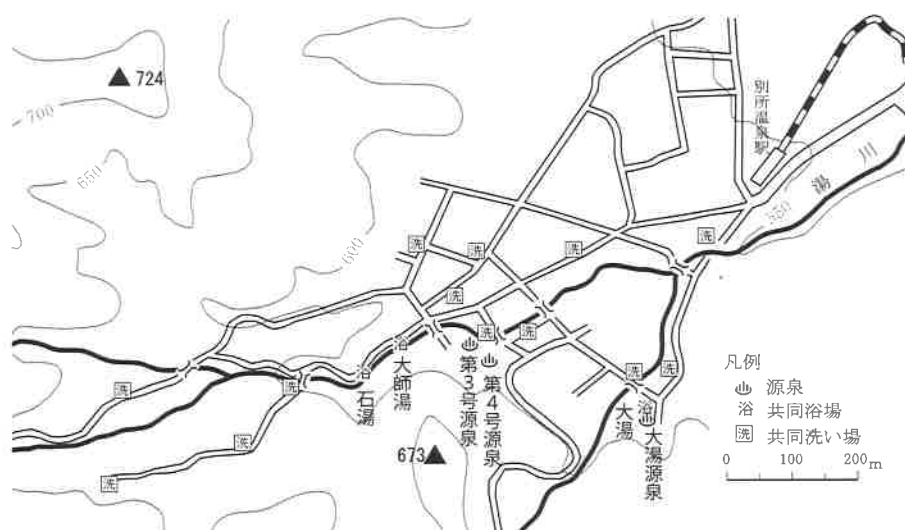 724
700
650
600
別所温泉駅
湯川
550
洗
洗
洗
洗
洗
洗
洗
洗
洗
洗
洗
洗
洗
浴
石湯
浴
大師湯
第3号源泉
第4号源泉
大湯
浴
大湯源泉
673
凡例
源泉
浴 共同浴場
洗 共同洗い場
0 100 200m